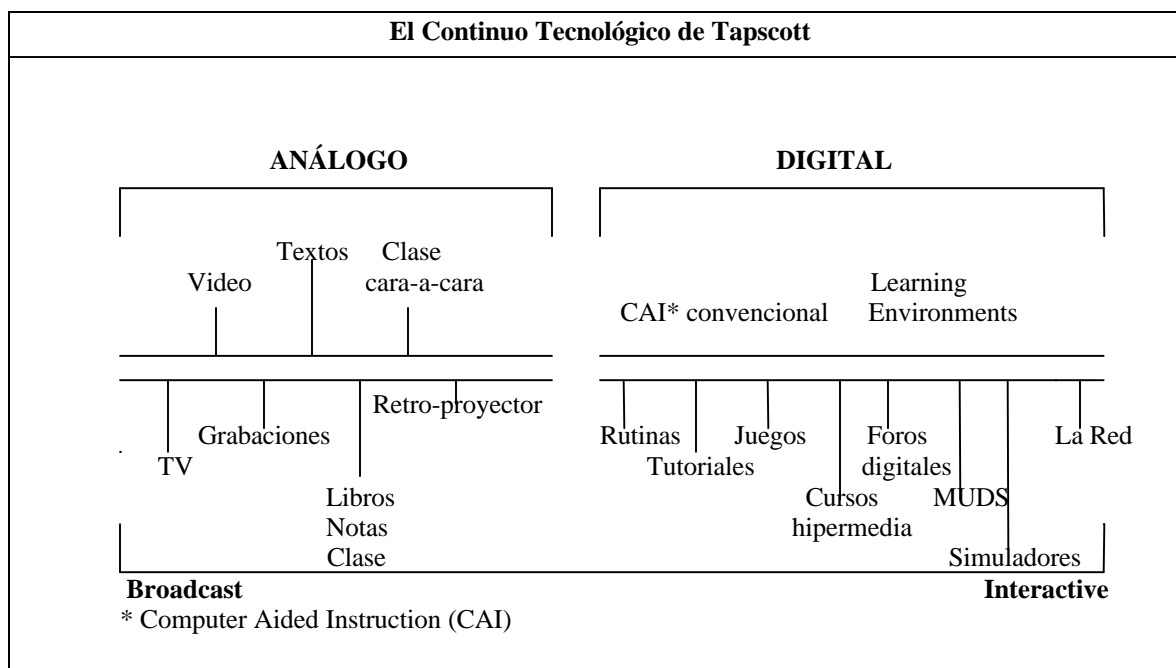 El Continuo Tecnológico de Tapscott
ANÁLOGO
DIGITAL
Textos
Clase
cara-a-cara
Video
Learning
Environments
CAI* convencional
Retro-proyector
Grabaciones
TV
Libros
Notas
Clase
Rutinas
Tutoriales
Juegos
Cursos
hipermedia
Foros
digitales
MUDS
Simuladores
La Red
Broadcast
Interactive
* Computer Aided Instruction (CAI)